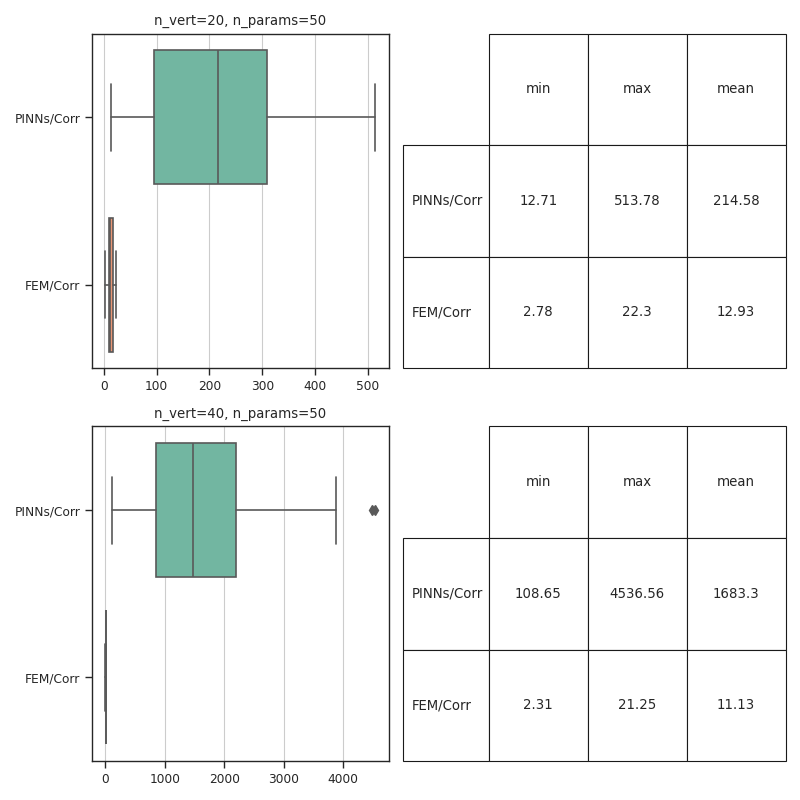 n_vert=20, n_params=50
PINNs/Corr
FEM/Corr
0 100 200 300 400 500
min max mean
PINNs/Corr 12.71 513.78 214.58
FEM/Corr 2.78 22.3 12.93
n_vert=40, n_params=50
PINNs/Corr
FEM/Corr
0 1000 2000 3000 4000
min max mean
PINNs/Corr 108.65 4536.56 1683.3
FEM/Corr 2.31 21.25 11.13